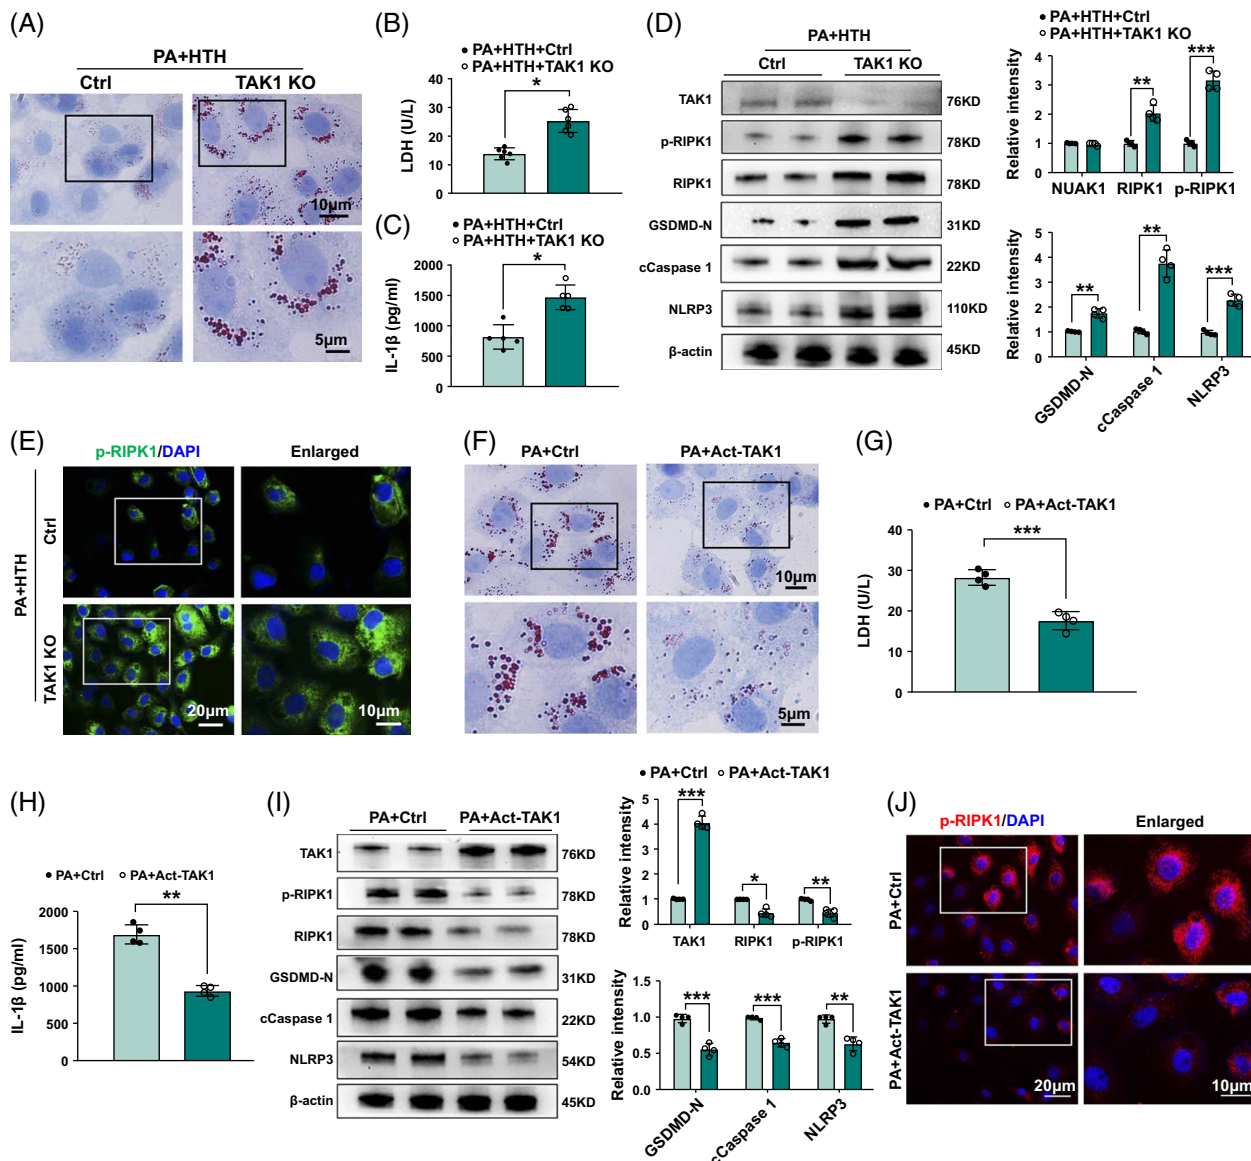 (A)
PA+HTH
Ctrl
TAK1 KO
10μm
5μm
(B)
PA+HTH+Ctrl
PA+HTH+TAK1 KO
LDH (U/L)
40
30
20
10
0
*
(C)
PA+HTH+Ctrl
PA+HTH+TAK1 KO
IL-1β (pg/ml)
2000
1500
1000
500
0
*
(D)
PA+HTH
Ctrl
TAK1 KO
TAK1
76KD
p-RIPK1
78KD
RIPK1
78KD
GSDMD-N
31KD
cCaspase 1
22KD
NLRP3
110KD
β-actin
45KD
PA+HTH+Ctrl
PA+HTH+TAK1 KO
Relative intensity
4
3
2
1
0
**
***
NUAK1
RIPK1
p-RIPK1
Relative intensity
5
4
3
2
1
0
**
**
***
GSDMD-N
cCaspase 1
NLRP3
(E)
p-RIPK1/DAPI
Enlarged
PA+HTH
Ctrl
TAK1 KO
20μm
10μm
(F)
PA+Ctrl
PA+Act-TAK1
10μm
5μm
(G)
PA+Ctrl
PA+Act-TAK1
LDH (U/L)
40
30
20
10
0
***
(H)
PA+Ctrl
PA+Act-TAK1
IL-1β (pg/ml)
2000
1500
1000
500
0
**
(I)
PA+Ctrl
PA+Act-TAK1
TAK1
76KD
p-RIPK1
78KD
RIPK1
78KD
GSDMD-N
31KD
cCaspase 1
22KD
NLRP3
54KD
β-actin
45KD
PA+Ctrl
PA+Act-TAK1
Relative intensity
5
4
3
2
1
0
***
*
**
TAK1
RIPK1
p-RIPK1
Relative intensity
1.5
1.0
0.5
0.0
***
***
**
GSDMD-N
cCaspase 1
NLRP3
(J)
p-RIPK1/DAPI
Enlarged
PA+Ctrl
PA+Act-TAK1
20μm
10μm